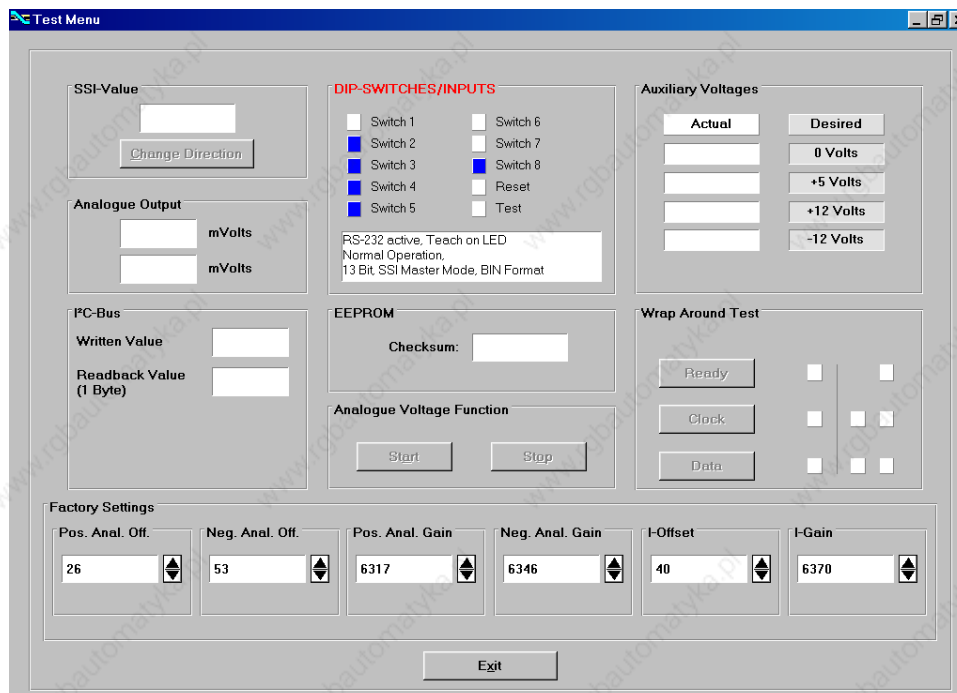 Test Menu
SSI-Value
Change Direction
Analogue Output
mVolts
mVolts
DIP-SWITCHES/INPUTS
Switch 1
Switch 2
Switch 3
Switch 4
Switch 5
Switch 6
Switch 7
Switch 8
Reset
Test
RS-232 active, Teach on LED
Normal Operation,
13 Bit, SSI Master Mode, BIN Format
Auxiliary Voltages
Actual Desired
0 Volts
+5 Volts
+12 Volts
-12 Volts
I²C-Bus
Written Value
Readback Value
(1 Byte)
EEPROM
Checksum:
Analogue Voltage Function
Start Stop
Wrap Around Test
Ready
Clock
Data
Factory Settings
Pos. Anal. Off. Neg. Anal. Off. Pos. Anal. Gain Neg. Anal. Gain I-Offset I-Gain
26 53 6317 6346 40 6370
Exit
www.rgbautomatyka.pl